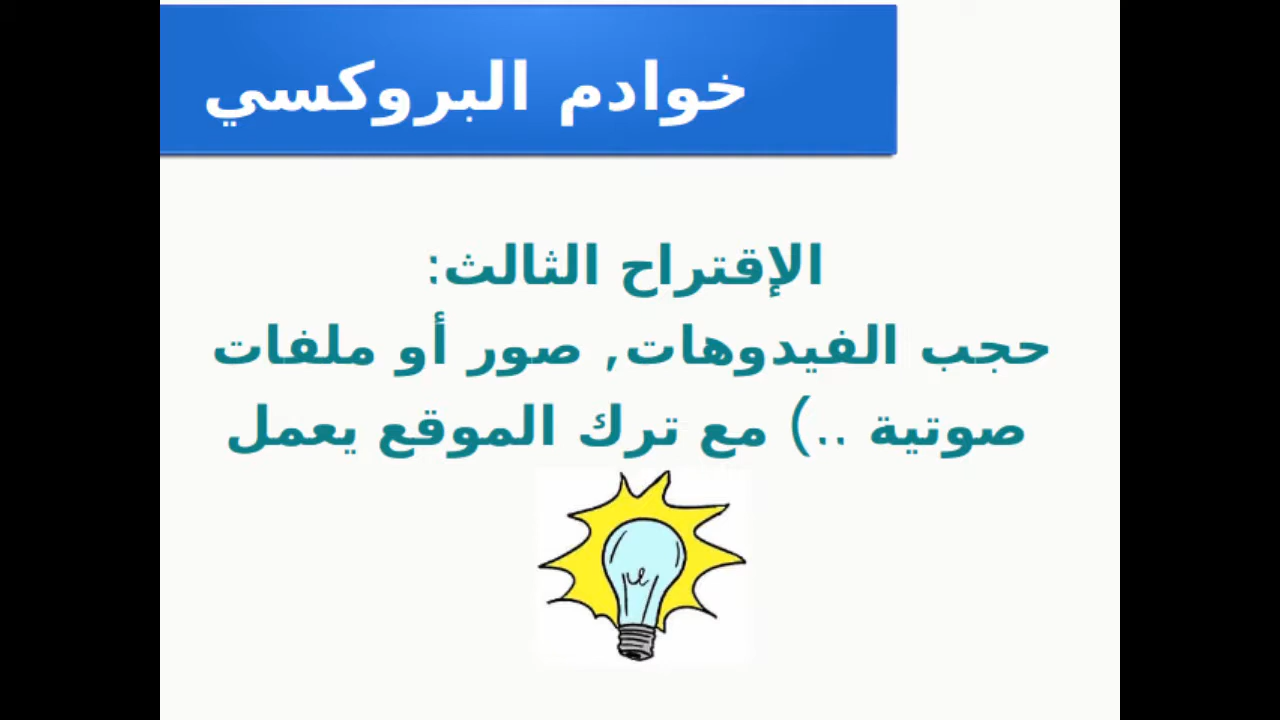 خوادم البروكسي
الإقتراح الثالث:
حجب الفيدوهات, صور أو ملفات
صوتية ..) مع ترك الموقع يعمل